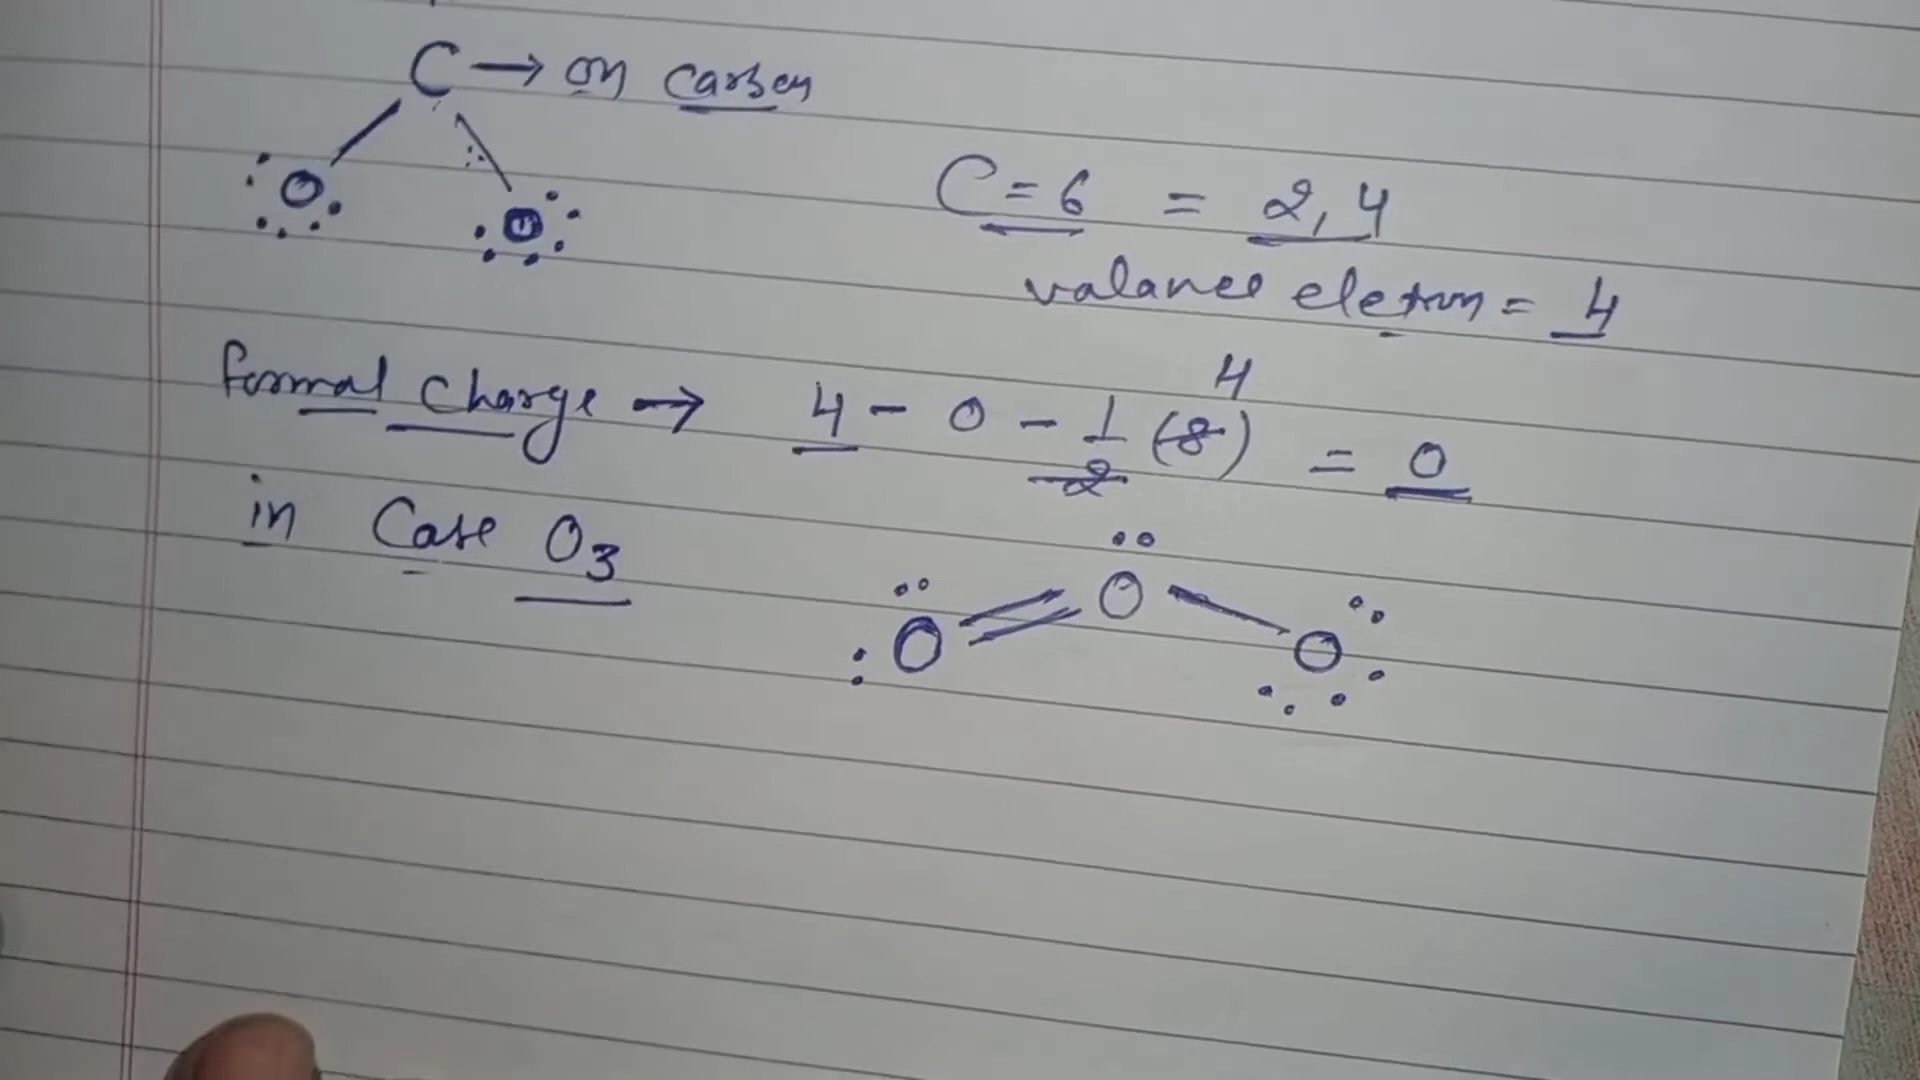 C → on Carbon
O O
C = 6 = 2, 4
valance eletron = 4
formal Charge → 4 - 0 - 1/2 (8) 4 = 0
in Case O3
O = O - O